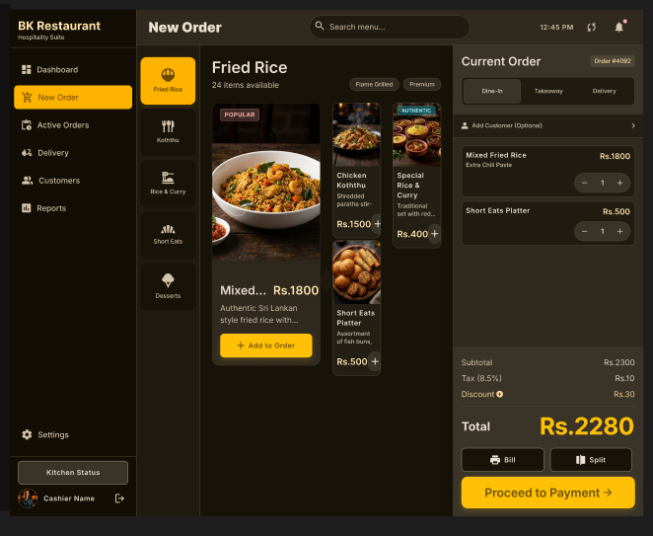 BK Restaurant
Hospitality Suite
Dashboard
New Order
Active Orders
Delivery
Customers
Reports
Settings
Kitchen Status
Cashier Name
New Order
Search menu...
12:45 PM
Fried Rice
Koththu
Rice & Curry
Short Eats
Desserts
Fried Rice
24 items available
Flame Grilled
Premium
POPULAR
Mixed... Rs.1800
Authentic Sri Lankan
style fried rice with...
+ Add to Order
Chicken
Koththu
Shredded
paratha stir-
Rs.1500 +
AUTHENTIC
Special
Rice &
Curry
Traditional
set with red...
Rs.400 +
Short Eats
Platter
Assortment
of fish buns,
Rs.500 +
Current Order
Order #4092
Dine-In
Takeaway
Delivery
Add Customer (Optional)
Mixed Fried Rice Rs.1800
Extra Chili Paste
− 1 +
Short Eats Platter Rs.500
− 1 +
Subtotal Rs.2300
Tax (8.5%) Rs.10
Discount Rs.30
Total Rs.2280
Bill
Split
Proceed to Payment →